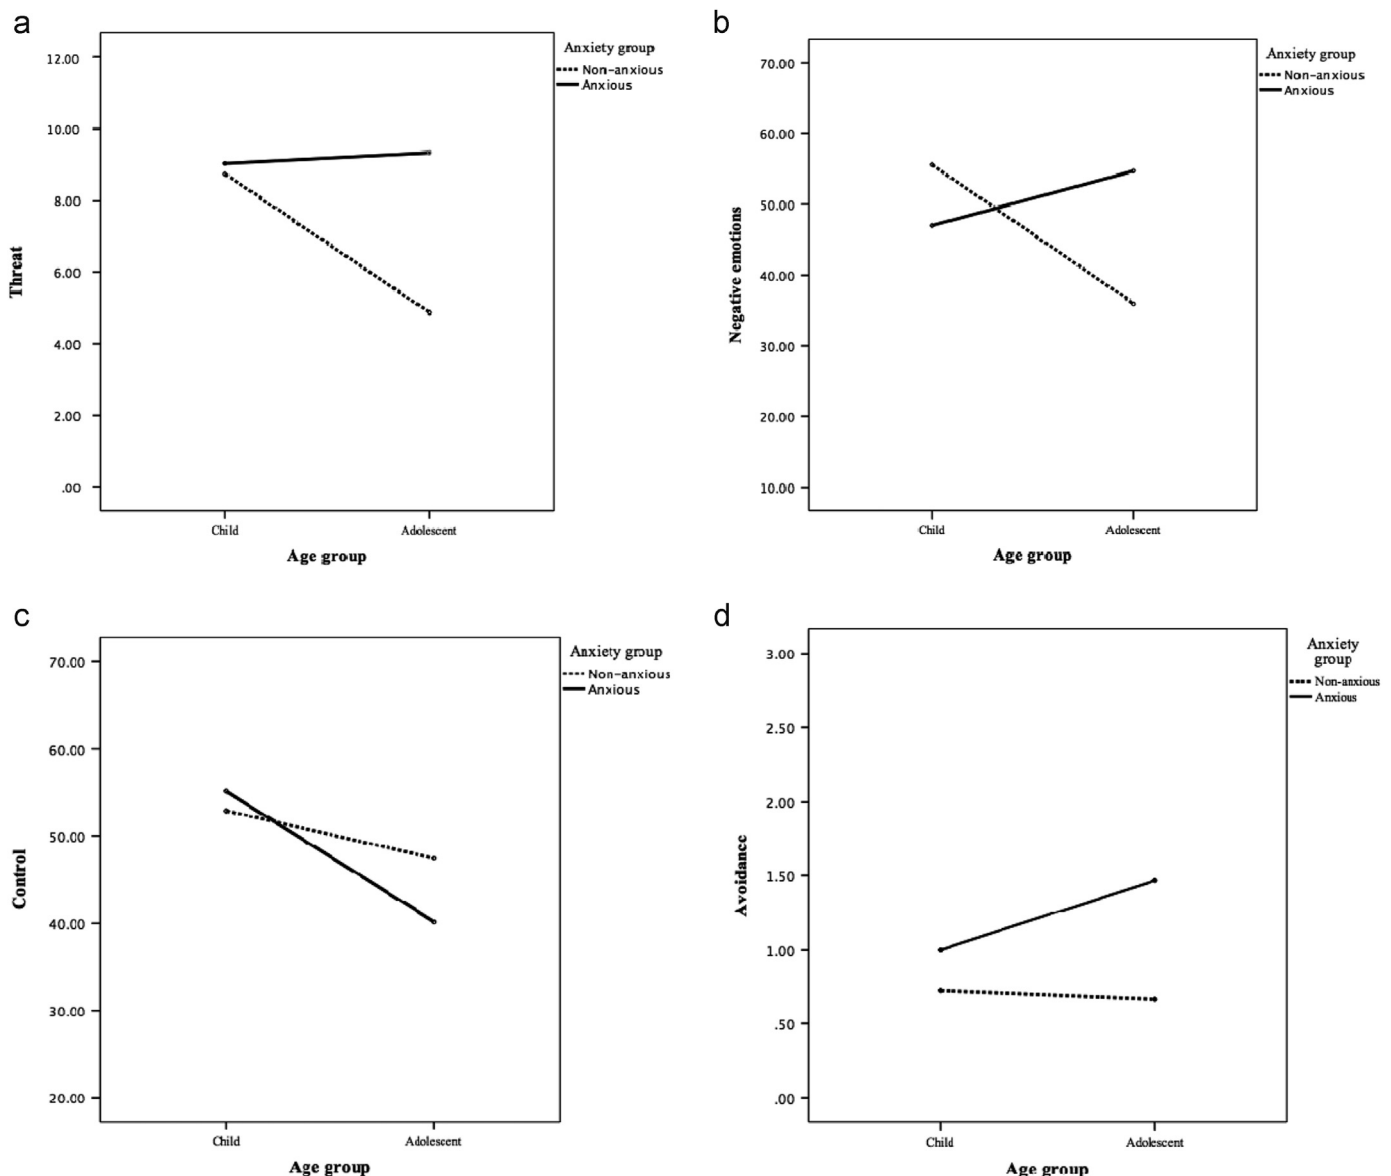 a
Anxiety group
Non-anxious
Anxious
12.00
10.00
8.00
6.00
4.00
2.00
.00
Threat
Child
Adolescent
Age group
b
Anxiety group
Non-anxious
Anxious
70.00
60.00
50.00
40.00
30.00
20.00
10.00
Negative emotions
Child
Adolescent
Age group
c
Anxiety group
Non-anxious
Anxious
70.00
60.00
50.00
40.00
30.00
20.00
Control
Child
Adolescent
Age group
d
Anxiety
group
Non-anxious
Anxious
3.00
2.50
2.00
1.50
1.00
.50
.00
Avoidance
Child
Adolescent
Age group